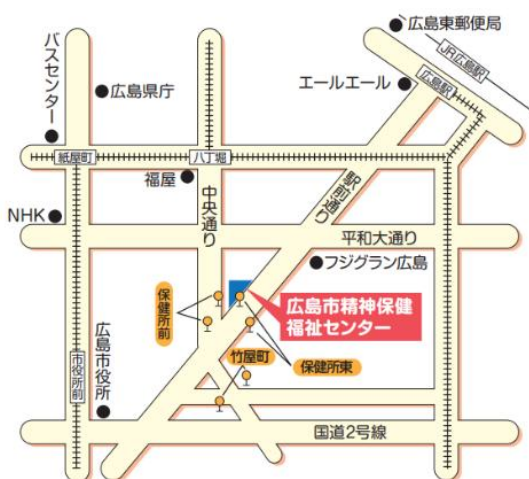 広島東郵便局
JR広島駅
広島駅
エールエール
バスセンター
広島県庁
紙屋町
八丁堀
福屋
中央通り
駅前通り
NHK
平和大通り
フジグラン広島
保健所前
広島市精神保健
福祉センター
竹屋町
保健所東
市役所前
広島市役所
国道2号線